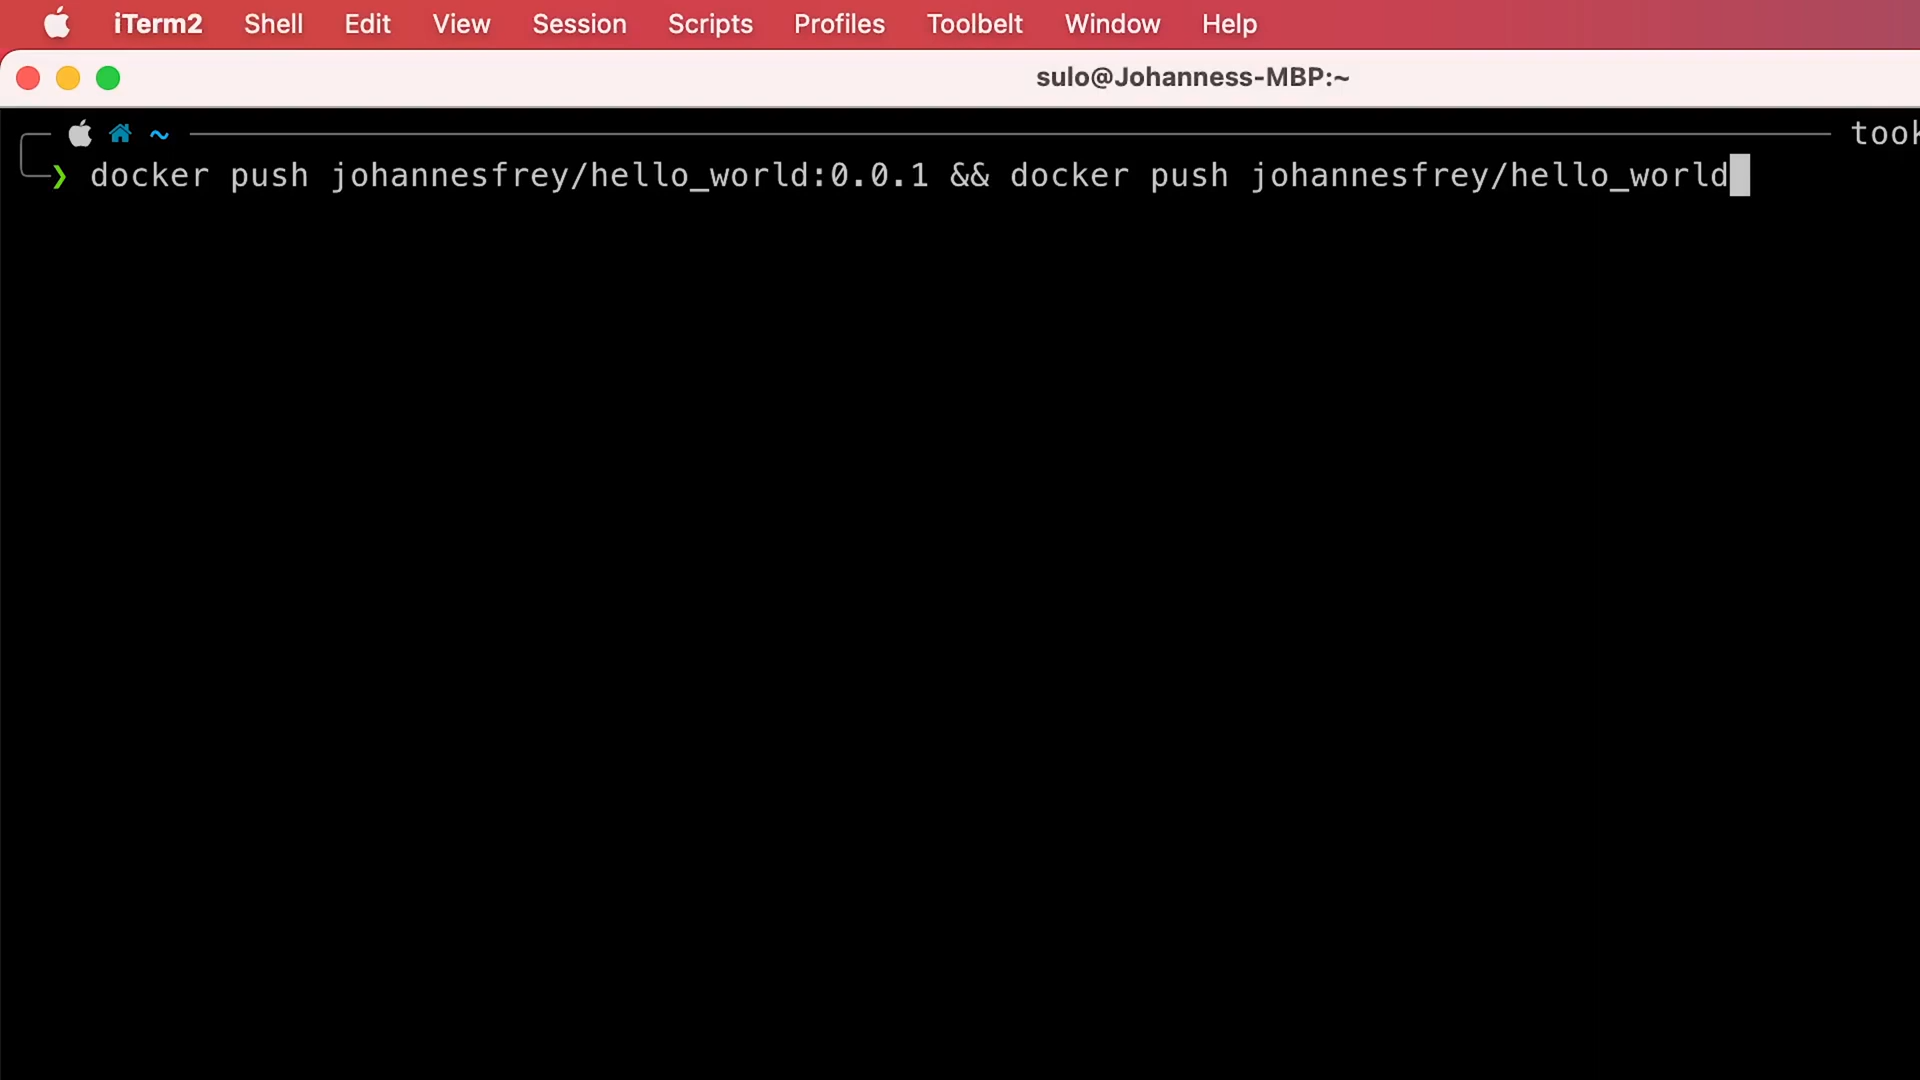 iTerm2 Shell Edit View Session Scripts Profiles Toolbelt Window Help
sulo@Johanness-MBP:~
~ took
❯ docker push johannesfrey/hello_world:0.0.1 && docker push johannesfrey/hello_world